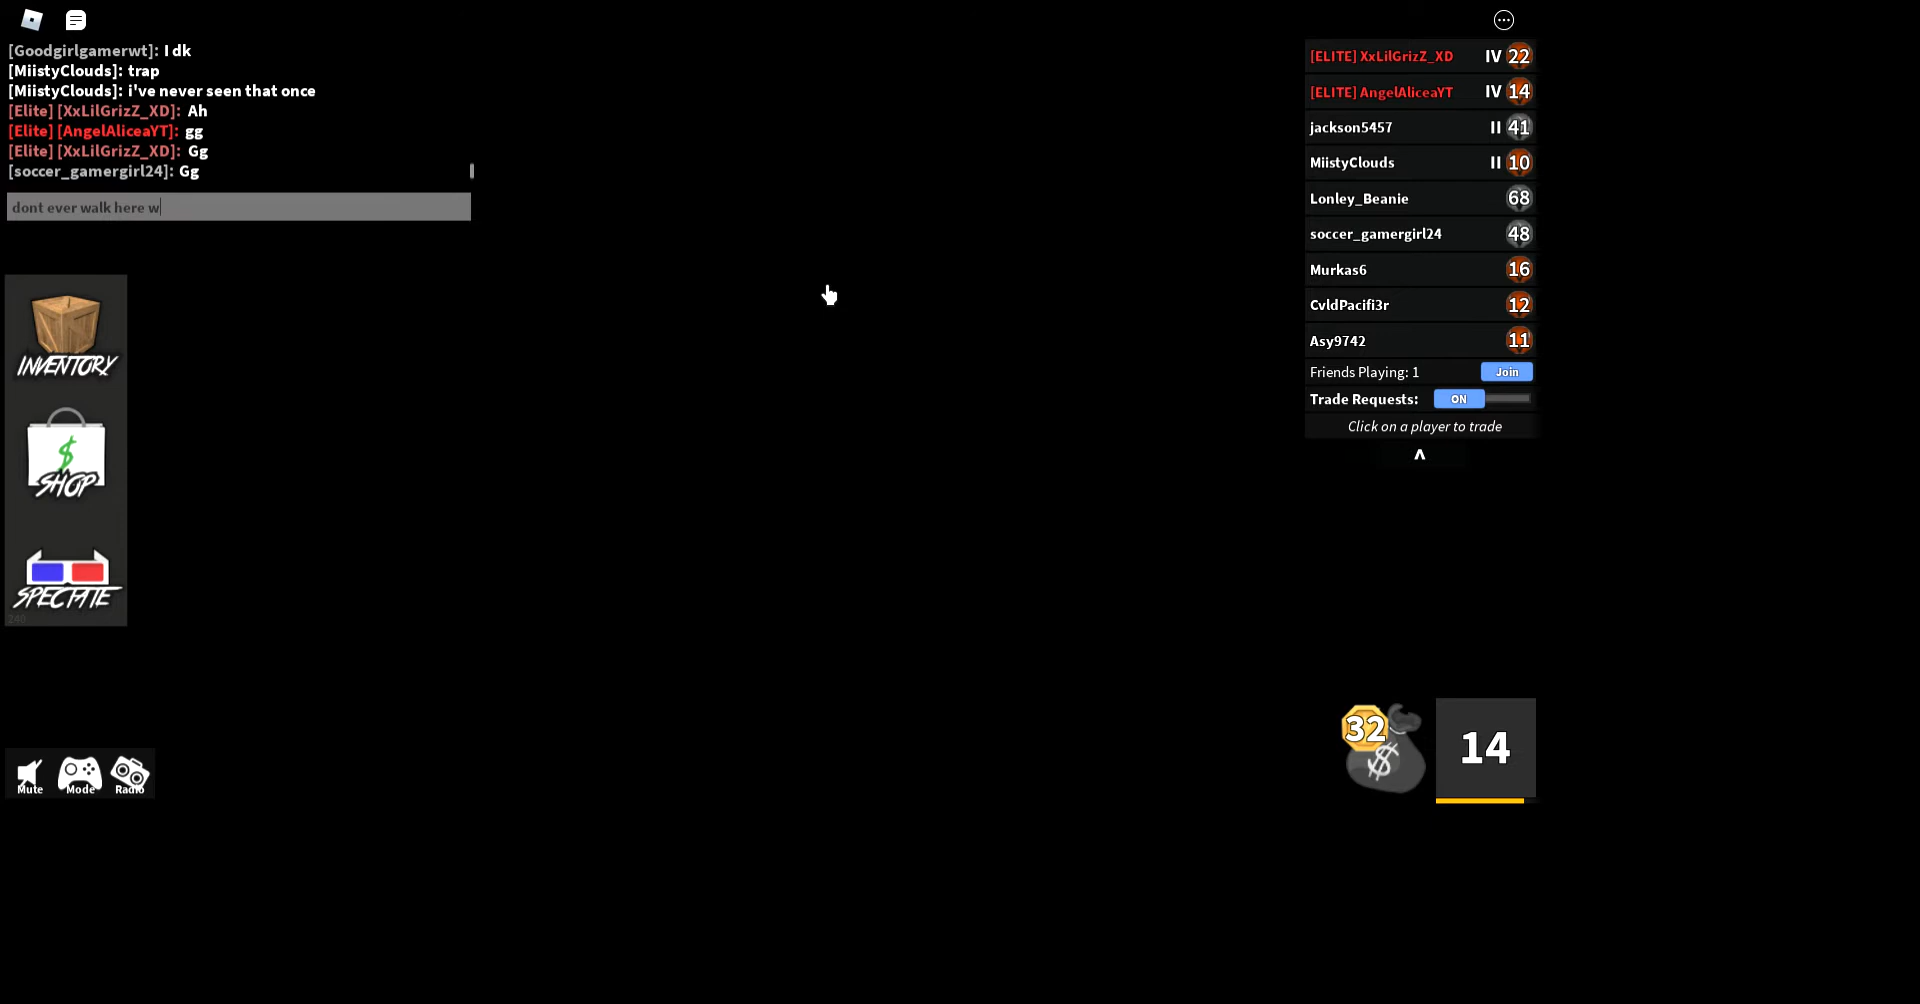 [Goodgirlgamerwt]: I dk
[MiistyClouds]: trap
[MiistyClouds]: i've never seen that once
[Elite] [XxLilGrizZ_XD]: Ah
[Elite] [AngelAliceaYT]: gg
[Elite] [XxLilGrizZ_XD]: Gg
[soccer_gamergirl24]: Gg
dont ever walk here w
INVENTORY
$
SHOP
SPECTATE
240
Mute Mode Radio
[ELITE] XxLilGrizZ_XD IV 22
[ELITE] AngelAliceaYT IV 14
jackson5457 II 41
MiistyClouds II 10
Lonley_Beanie 68
soccer_gamergirl24 48
Murkas6 16
CvldPacifi3r 12
Asy9742 11
Friends Playing: 1 Join
Trade Requests: ON
Click on a player to trade
32
$
14